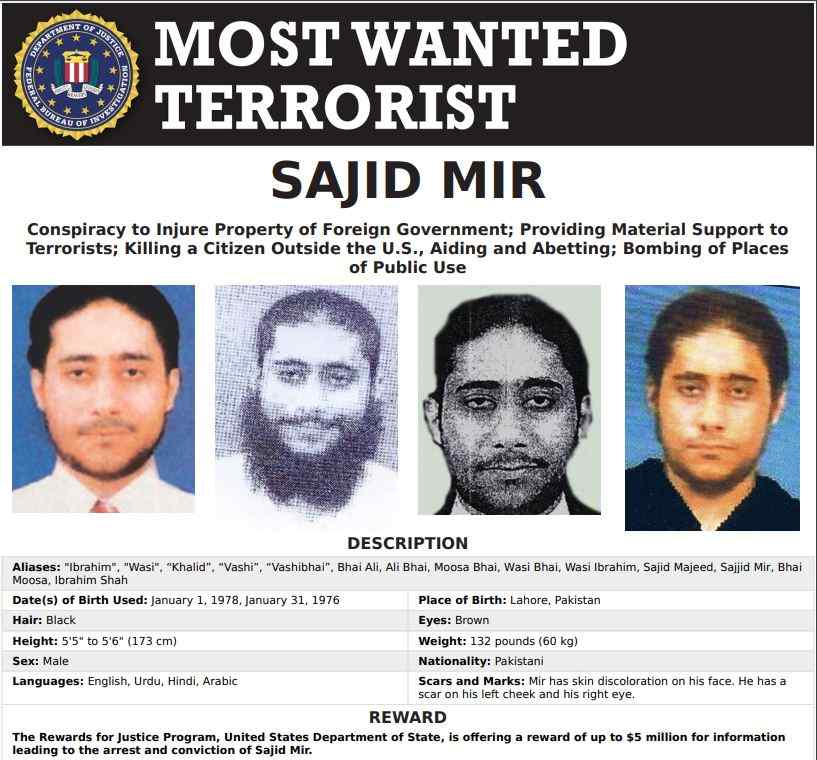 DEPARTMENT OF JUSTICE
FEDERAL BUREAU OF INVESTIGATION
MOST WANTED
TERRORIST
SAJID MIR
Conspiracy to Injure Property of Foreign Government; Providing Material Support to
Terrorists; Killing a Citizen Outside the U.S., Aiding and Abetting; Bombing of Places
of Public Use
DESCRIPTION
Aliases: "Ibrahim", "Wasi", “Khalid”, “Vashi”, “Vashibhai”, Bhai Ali, Ali Bhai, Moosa Bhai, Wasi Bhai, Wasi Ibrahim, Sajid Majeed, Sajjid Mir, Bhai
Moosa, Ibrahim Shah
Date(s) of Birth Used: January 1, 1978, January 31, 1976
Place of Birth: Lahore, Pakistan
Hair: Black
Eyes: Brown
Height: 5'5" to 5'6" (173 cm)
Weight: 132 pounds (60 kg)
Sex: Male
Nationality: Pakistani
Languages: English, Urdu, Hindi, Arabic
Scars and Marks: Mir has skin discoloration on his face. He has a
scar on his left cheek and his right eye.
REWARD
The Rewards for Justice Program, United States Department of State, is offering a reward of up to $5 million for information
leading to the arrest and conviction of Sajid Mir.